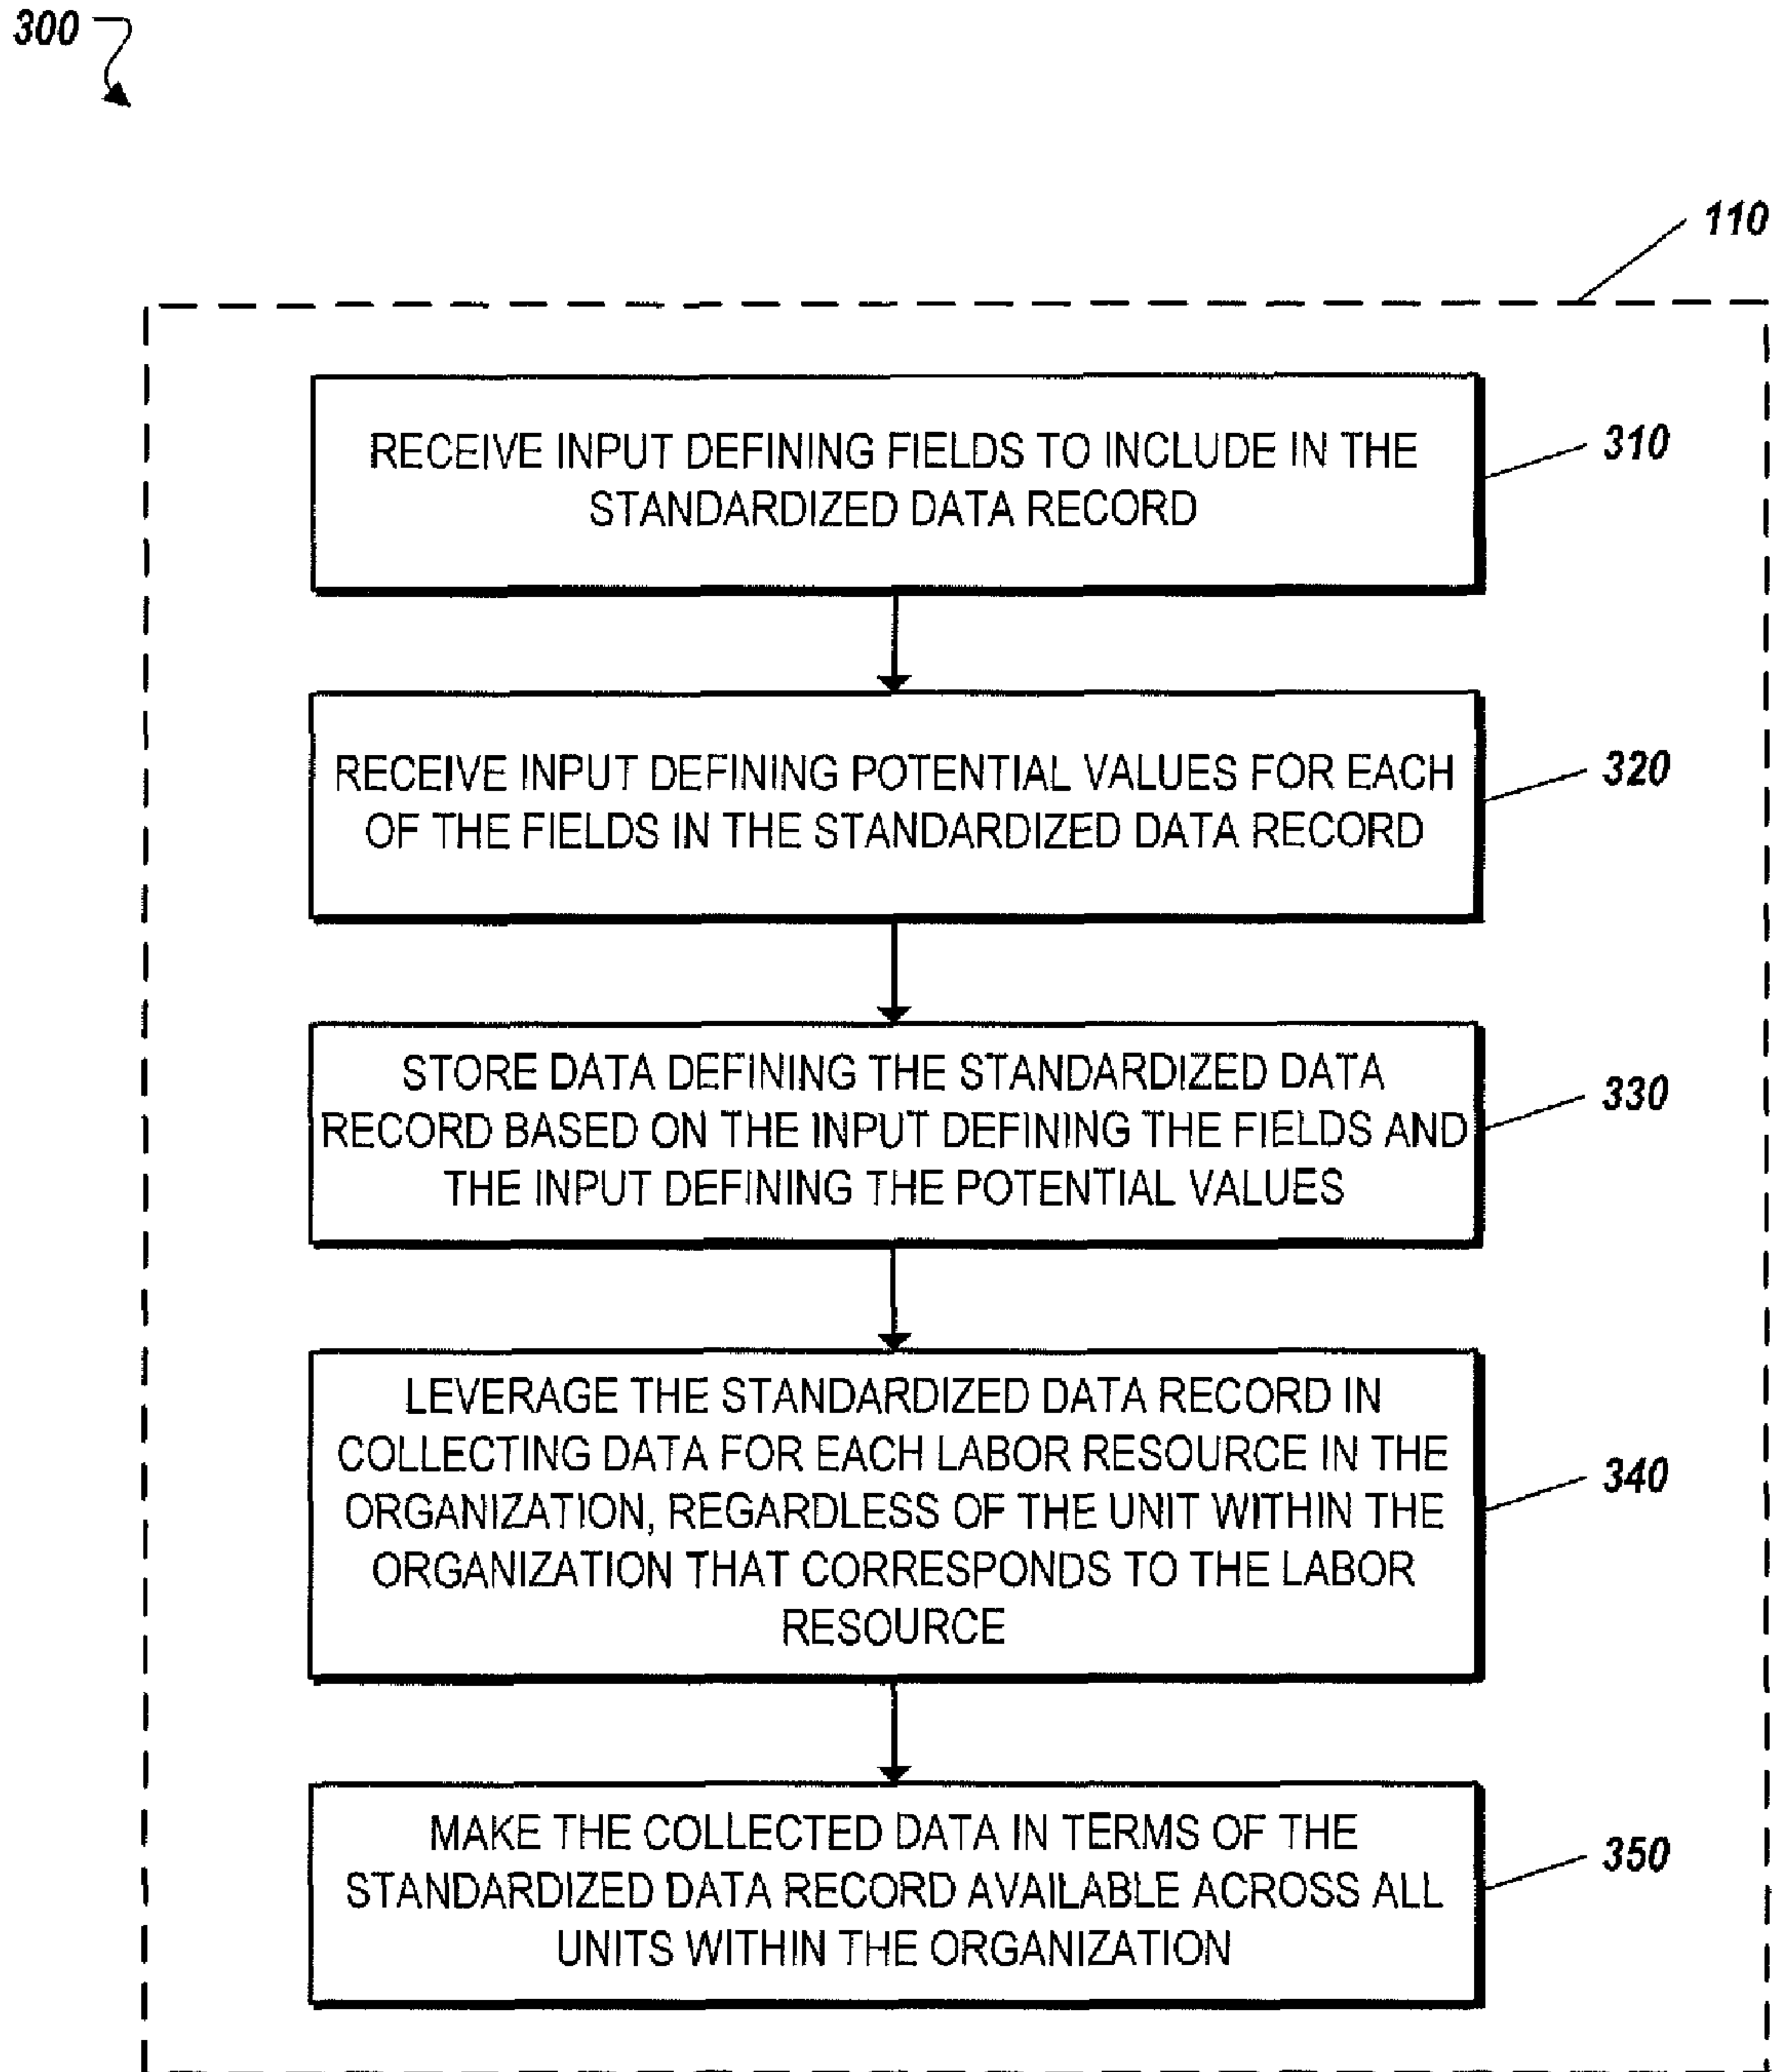 300
110
RECEIVE INPUT DEFINING FIELDS TO INCLUDE IN THE
STANDARDIZED DATA RECORD
310
RECEIVE INPUT DEFINING POTENTIAL VALUES FOR EACH
OF THE FIELDS IN THE STANDARDIZED DATA RECORD
320
STORE DATA DEFINING THE STANDARDIZED DATA
RECORD BASED ON THE INPUT DEFINING THE FIELDS AND
THE INPUT DEFINING THE POTENTIAL VALUES
330
LEVERAGE THE STANDARDIZED DATA RECORD IN
COLLECTING DATA FOR EACH LABOR RESOURCE IN THE
ORGANIZATION, REGARDLESS OF THE UNIT WITHIN THE
ORGANIZATION THAT CORRESPONDS TO THE LABOR
RESOURCE
340
MAKE THE COLLECTED DATA IN TERMS OF THE
STANDARDIZED DATA RECORD AVAILABLE ACROSS ALL
UNITS WITHIN THE ORGANIZATION
350